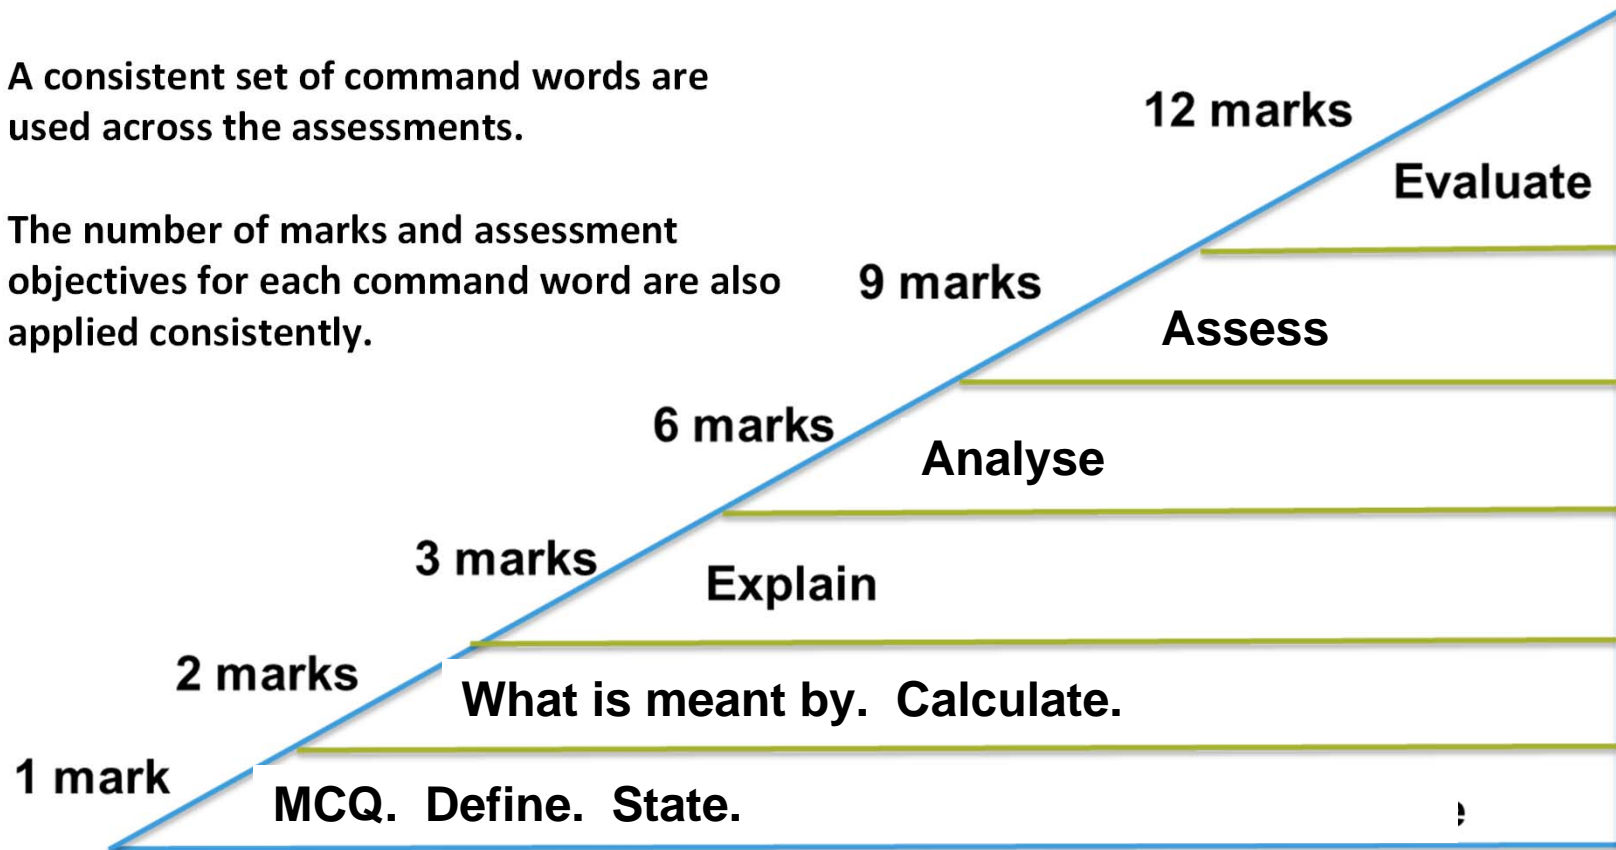 A consistent set of command words are
used across the assessments.
The number of marks and assessment
objectives for each command word are also
applied consistently.
12 marks
Evaluate
9 marks
Assess
6 marks
Analyse
3 marks
Explain
2 marks
What is meant by.  Calculate.
1 mark
MCQ.  Define.  State.